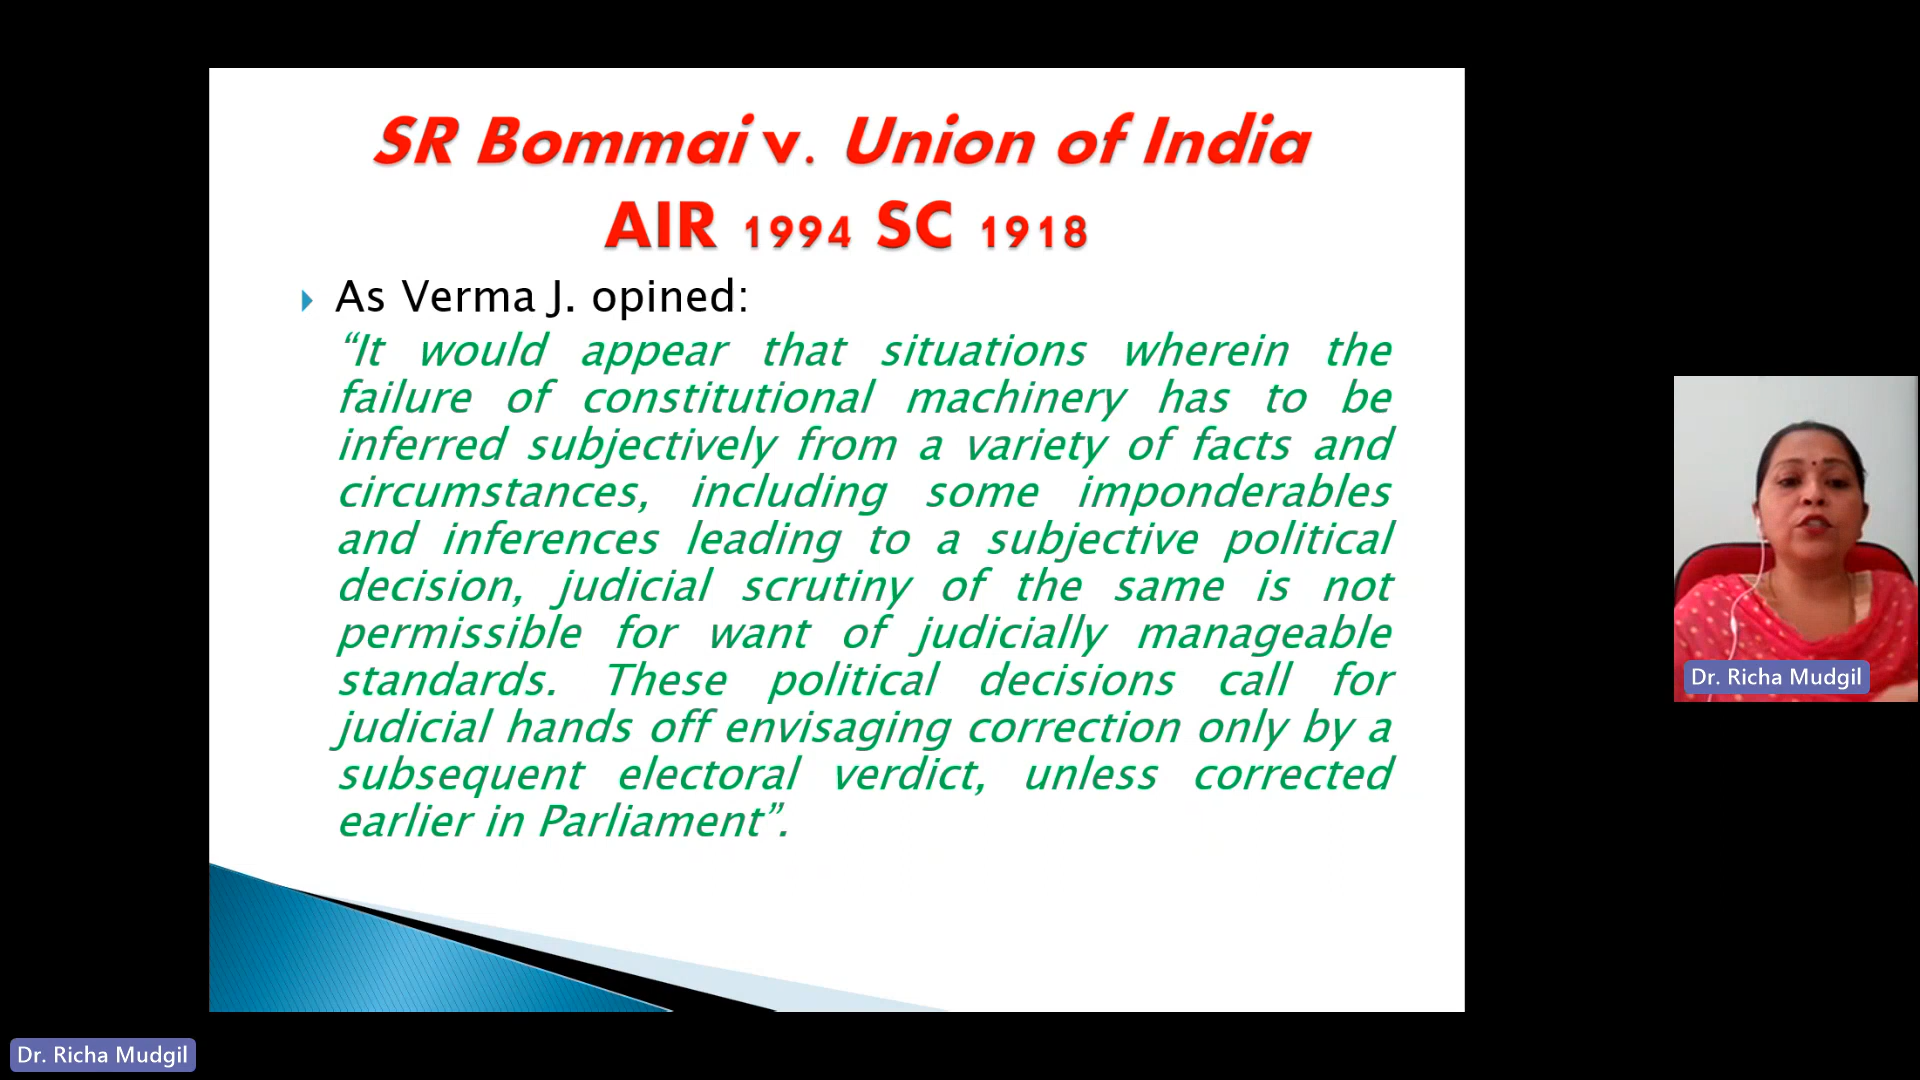 SR Bommai v. Union of India
AIR 1994 SC 1918
As Verma J. opined:
“It would appear that situations wherein the
failure of constitutional machinery has to be
inferred subjectively from a variety of facts and
circumstances, including some imponderables
and inferences leading to a subjective political
decision, judicial scrutiny of the same is not
permissible for want of judicially manageable
standards. These political decisions call for
judicial hands off envisaging correction only by a
subsequent electoral verdict, unless corrected
earlier in Parliament”.
Dr. Richa Mudgil
Dr. Richa Mudgil